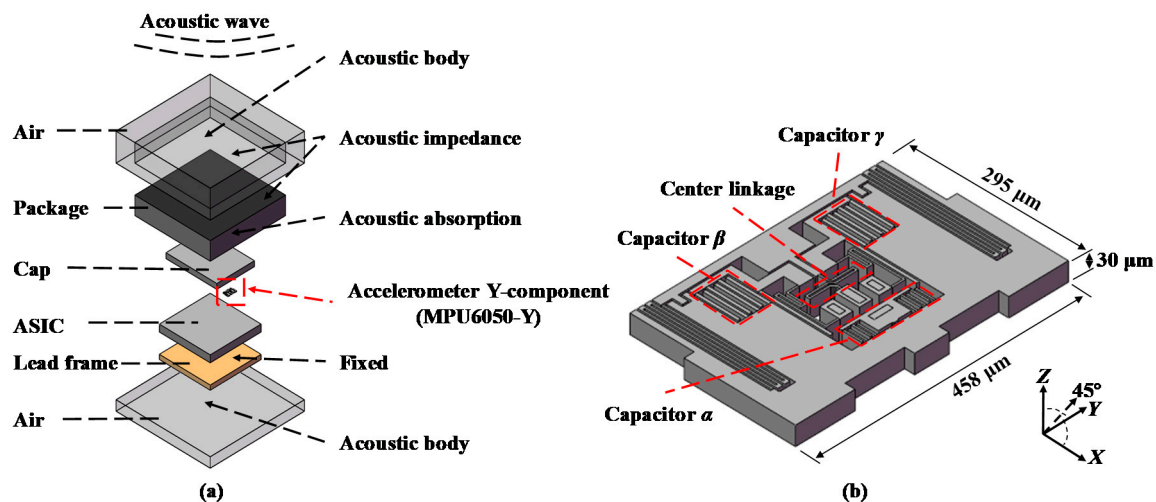 Acoustic wave
Acoustic body
Air
Acoustic impedance
Package
Acoustic absorption
Cap
Accelerometer Y-component
(MPU6050-Y)
ASIC
Lead frame
Fixed
Air
Acoustic body
(a)
Capacitor γ
Center linkage
Capacitor β
295 μm
30 μm
458 μm
Capacitor α
Z
45°
Y
X
(b)